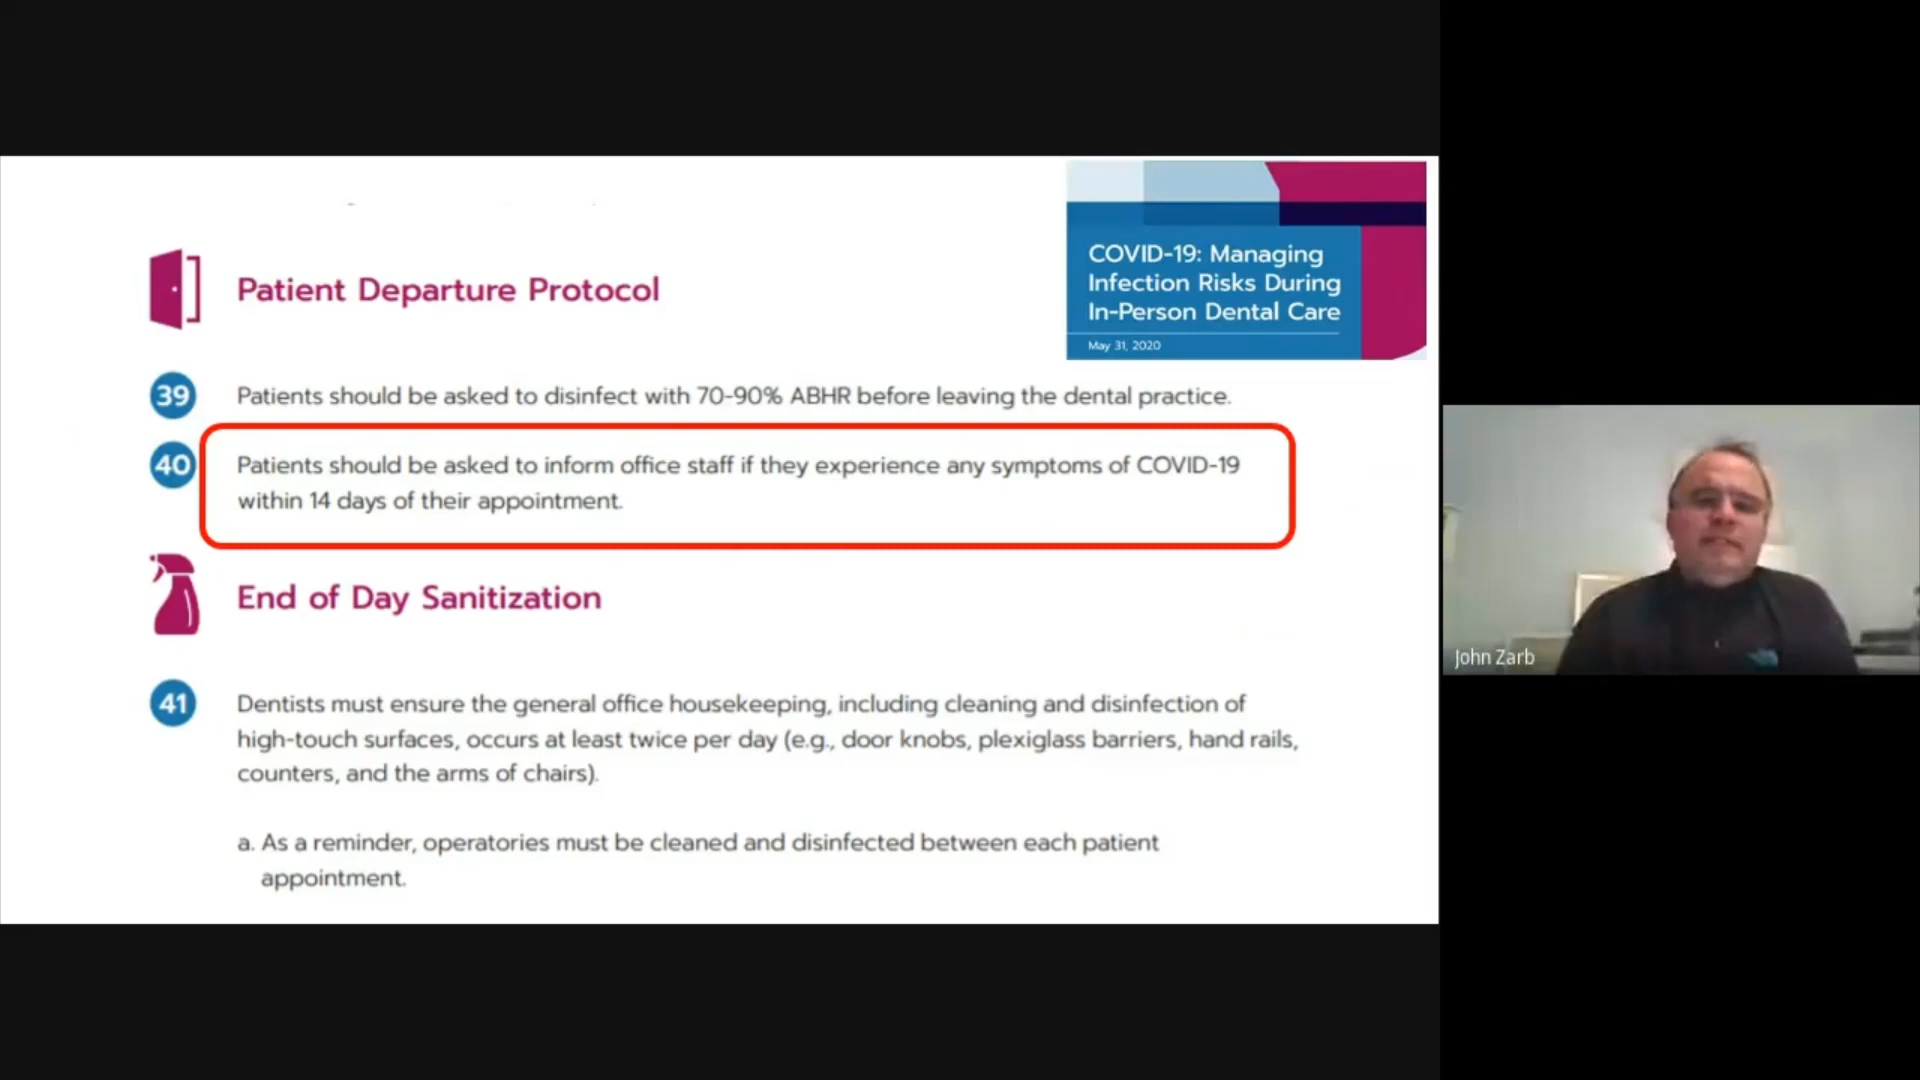 COVID-19: Managing
Infection Risks During
In-Person Dental Care
May 31, 2020
Patient Departure Protocol
39 Patients should be asked to disinfect with 70-90% ABHR before leaving the dental practice.
40 Patients should be asked to inform office staff if they experience any symptoms of COVID-19
within 14 days of their appointment.
End of Day Sanitization
41 Dentists must ensure the general office housekeeping, including cleaning and disinfection of
high-touch surfaces, occurs at least twice per day (e.g., door knobs, plexiglass barriers, hand rails,
counters, and the arms of chairs).
a. As a reminder, operatories must be cleaned and disinfected between each patient
appointment.
John Zarb